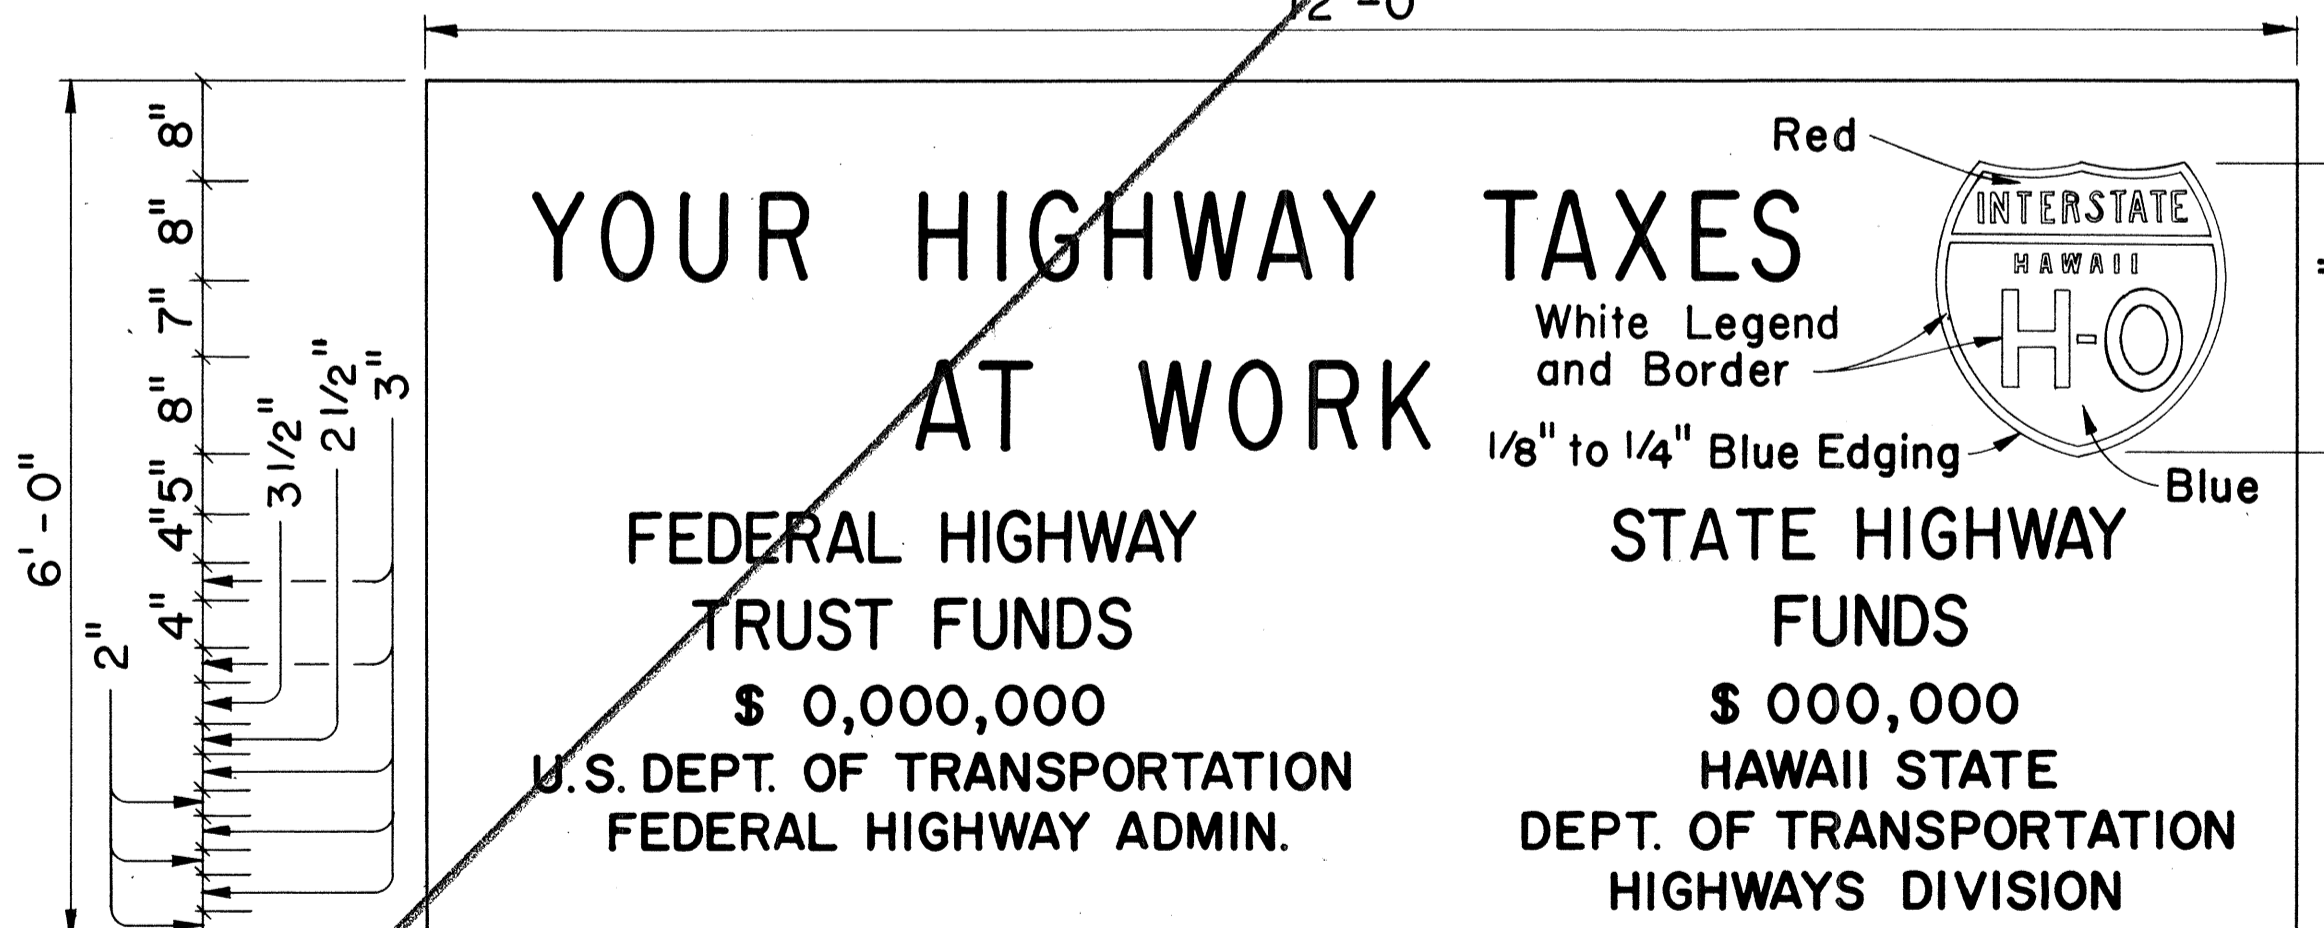 12'-0"
8"
8"
7"
8"
5"
4"
4"
3 1/2"
2 1/2"
3"
2"
6'-0"
YOUR HIGHWAY TAXES
AT WORK
Red
INTERSTATE
HAWAII
H-0
White Legend
and Border
1/8" to 1/4" Blue Edging
Blue
FEDERAL HIGHWAY
TRUST FUNDS
$ 0,000,000
U.S. DEPT. OF TRANSPORTATION
FEDERAL HIGHWAY ADMIN.
STATE HIGHWAY
FUNDS
$ 000,000
HAWAII STATE
DEPT. OF TRANSPORTATION
HIGHWAYS DIVISION